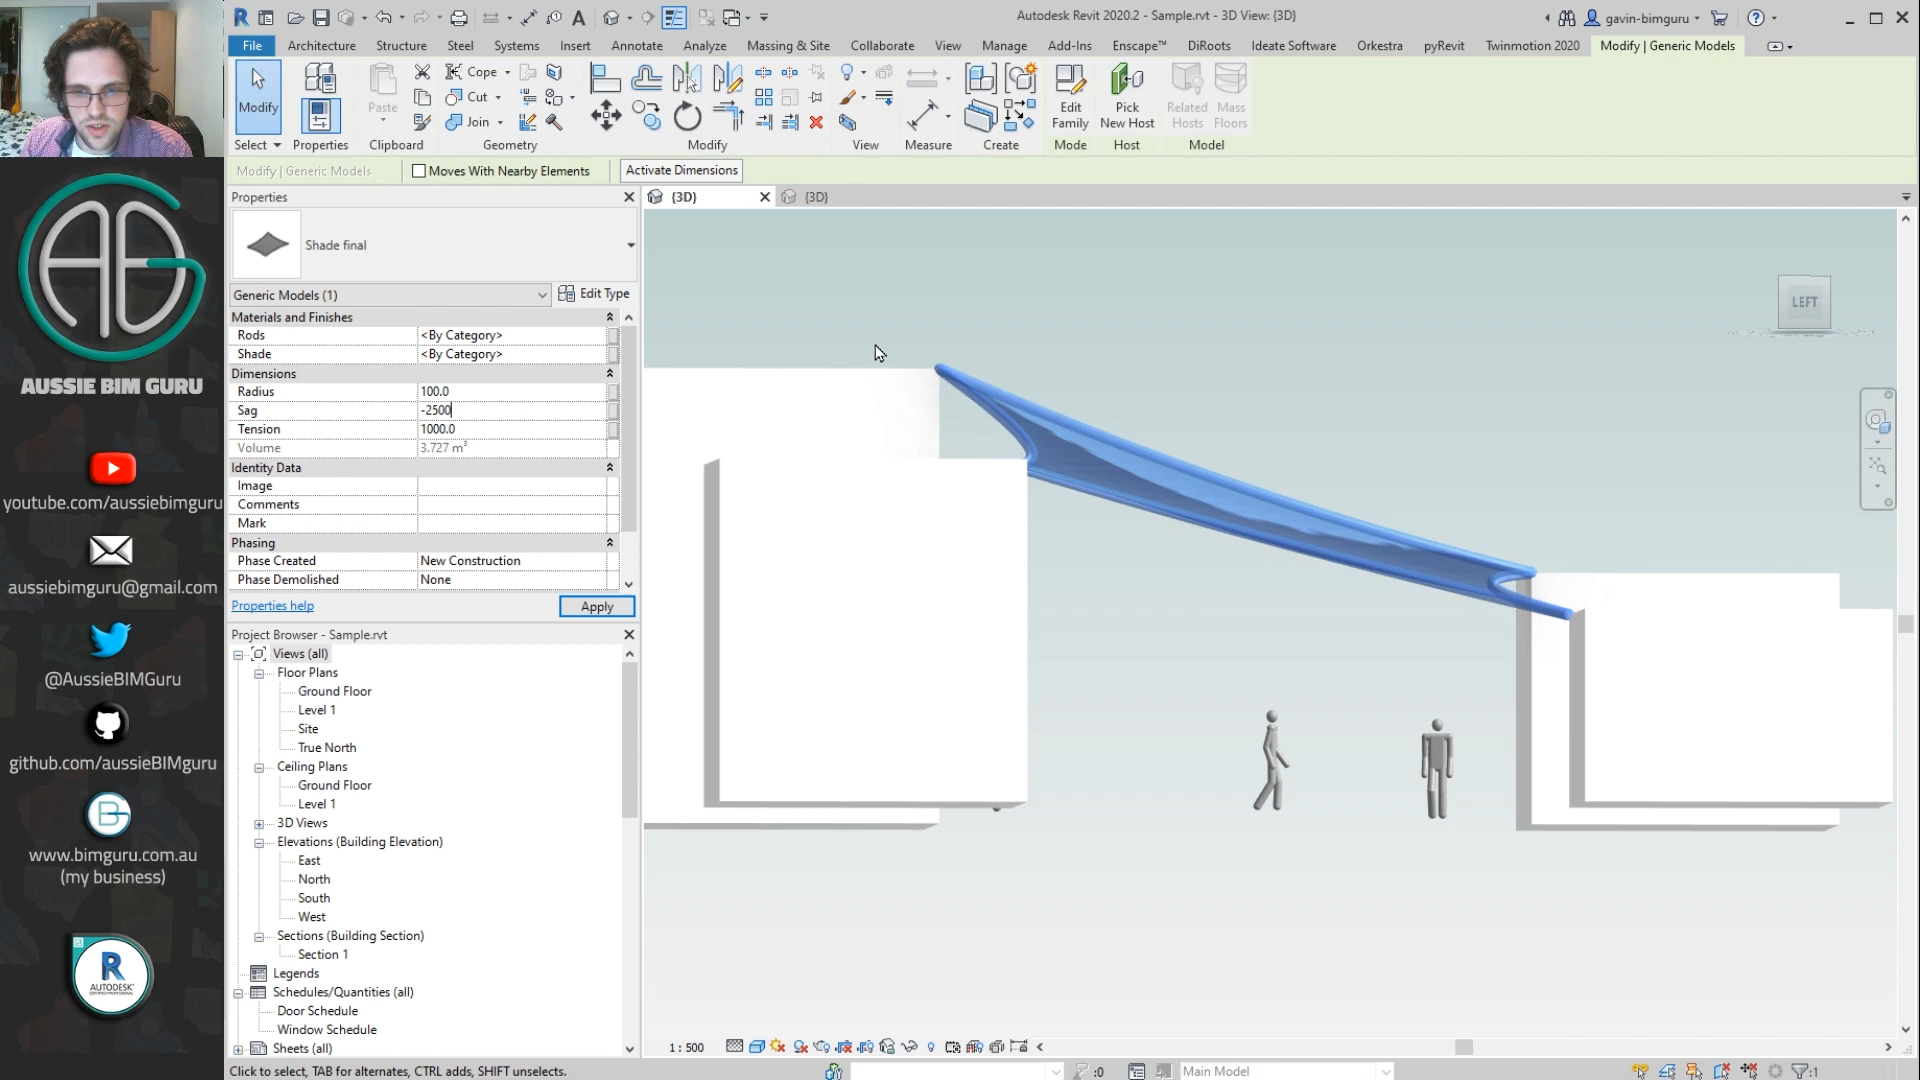 Autodesk Revit 2020.2 - Sample.rvt - 3D View: {3D}
gavin-bimguru
File
Architecture
Structure
Steel
Systems
Insert
Annotate
Analyze
Massing & Site
Collaborate
View
Manage
Add-Ins
Enscape™
DiRoots
Ideate Software
Orkestra
pyRevit
Twinmotion 2020
Modify | Generic Models
Modify
Paste
Cope
Cut
Join
Edit Family
Pick New Host
Related Hosts
Mass Floors
Select
Properties
Clipboard
Geometry
Modify
View
Measure
Create
Mode
Host
Model
Modify | Generic Models
Moves With Nearby Elements
Activate Dimensions
Properties
{3D}
{3D}
Shade final
Generic Models (1)
Edit Type
Materials and Finishes
Rods <By Category>
Shade <By Category>
Dimensions
Radius 100.0
Sag -2500
Tension 1000.0
Volume 3.727 m³
Identity Data
Image
Comments
Mark
Phasing
Phase Created New Construction
Phase Demolished None
Properties help
Apply
Project Browser - Sample.rvt
Views (all)
Floor Plans
Ground Floor
Level 1
Site
True North
Ceiling Plans
Ground Floor
Level 1
3D Views
Elevations (Building Elevation)
East
North
South
West
Sections (Building Section)
Section 1
Legends
Schedules/Quantities (all)
Door Schedule
Window Schedule
Sheets (all)
LEFT
1 : 500
Click to select, TAB for alternates, CTRL adds, SHIFT unselects.
:0
Main Model
:1
AUSSIE BIM GURU
youtube.com/aussiebimguru
aussiebimguru@gmail.com
@AussieBIMGuru
github.com/aussieBIMguru
www.bimguru.com.au
(my business)
R
AUTODESK